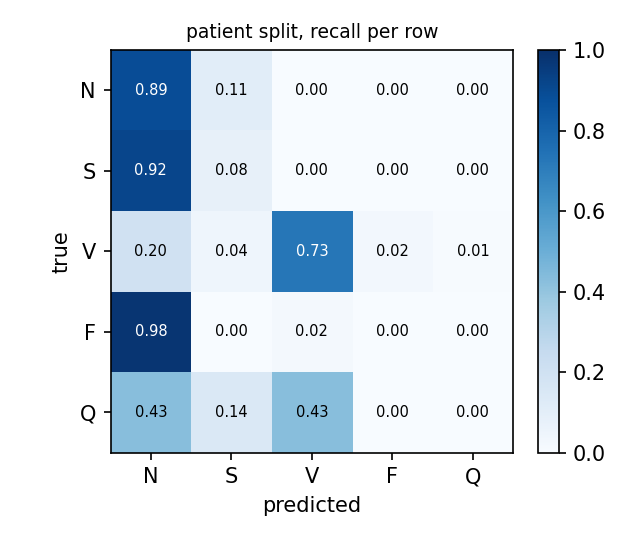 patient split, recall per row
N 0.89 0.11 0.00 0.00 0.00
S 0.92 0.08 0.00 0.00 0.00
V 0.20 0.04 0.73 0.02 0.01
F 0.98 0.00 0.02 0.00 0.00
Q 0.43 0.14 0.43 0.00 0.00
N S V F Q
predicted
true
1.0
0.8
0.6
0.4
0.2
0.0